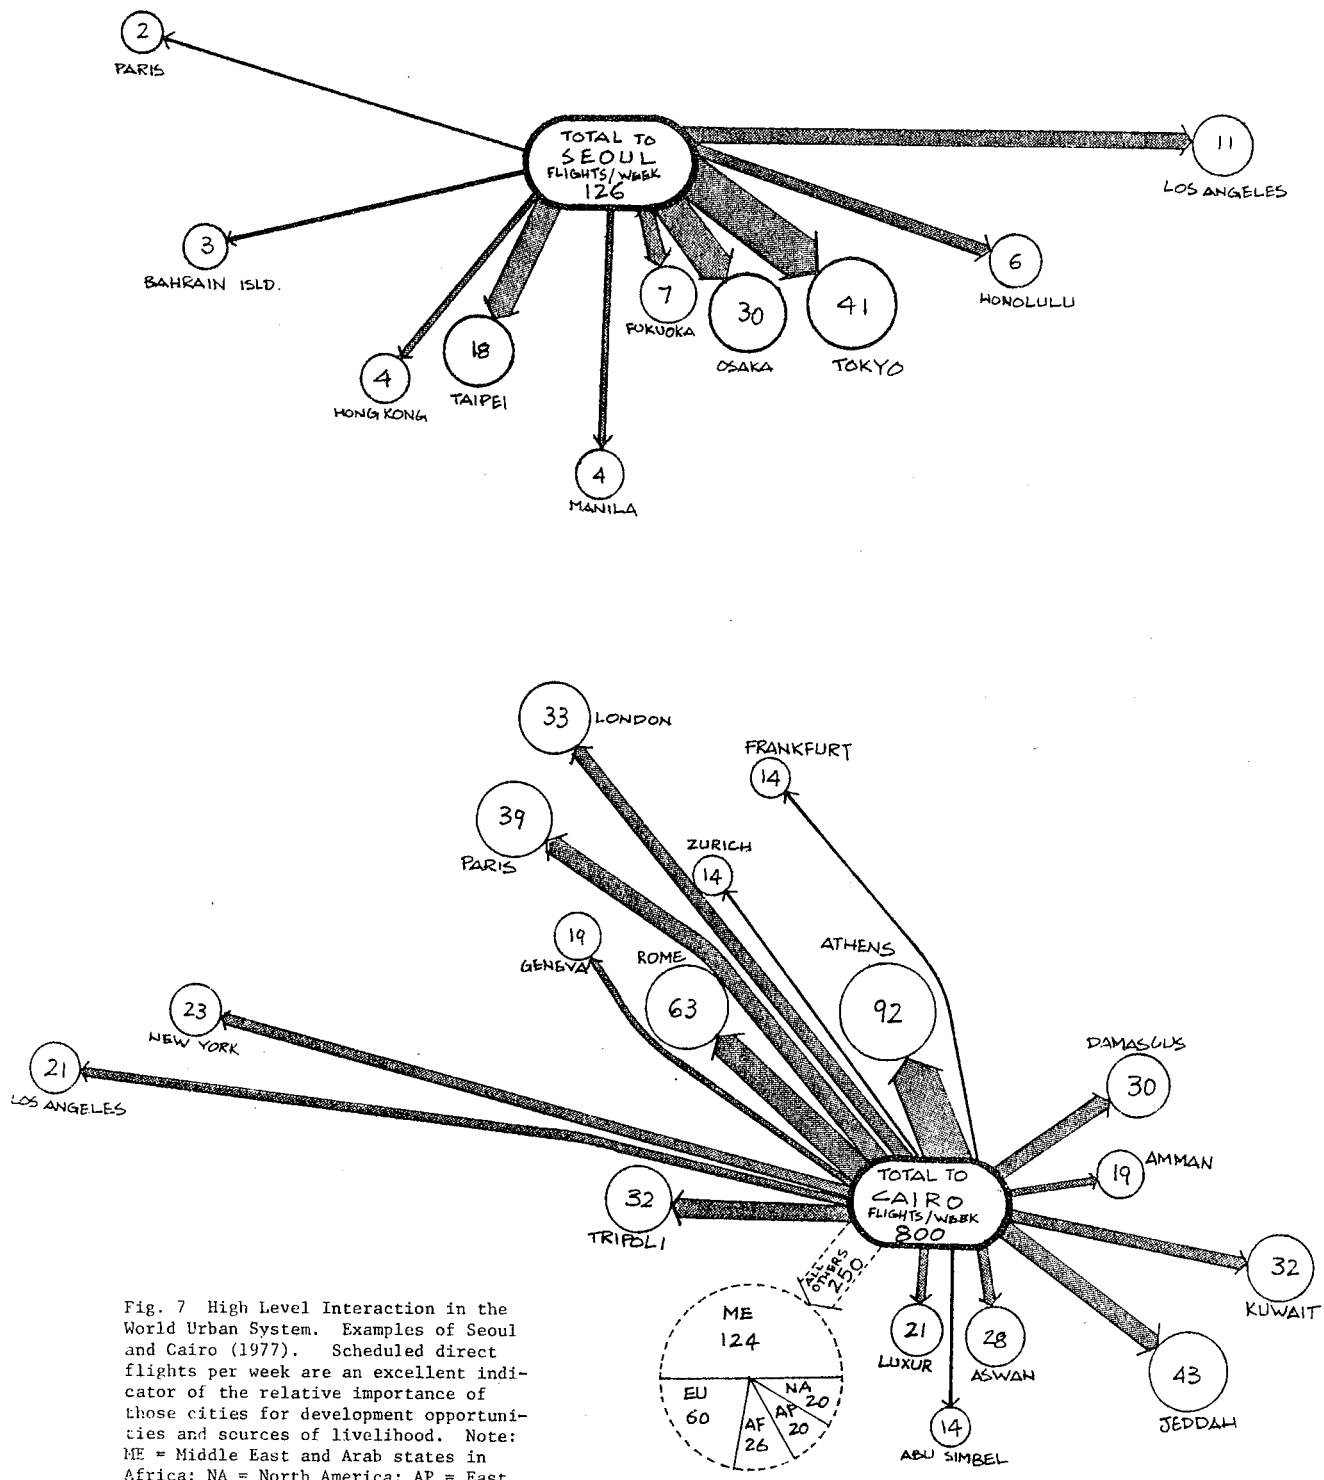 2
PARIS
TOTAL TO
SEOUL
FLIGHTS/WEEK
126
11
LOS ANGELES
3
BAHRAIN ISLD.
6
HONOLULU
7
FUKUOKA
30
OSAKA
41
TOKYO
18
TAIPEI
4
HONG KONG
4
MANILA
33
LONDON
FRANKFURT
14
39
PARIS
ZURICH
14
19
GENEVA
ROME
63
ATHENS
92
23
NEW YORK
21
LOS ANGELES
DAMASCUS
30
19
AMMAN
32
TRIPOLI
TOTAL TO
CAIRO
FLIGHTS/WEEK
800
ALL
OTHERS
250
32
KUWAIT
21
LUXUR
28
ASWAN
43
JEDDAH
14
ABU SIMBEL
ME
124
EU
60
AF
26
AP
20
NA
20
Fig. 7 High Level Interaction in the
World Urban System. Examples of Seoul
and Cairo (1977). Scheduled direct
flights per week are an excellent indi-
cator of the relative importance of
those cities for development opportuni-
ties and sources of livelihood. Note:
ME = Middle East and Arab states in
Africa; NA = North America; AP = East